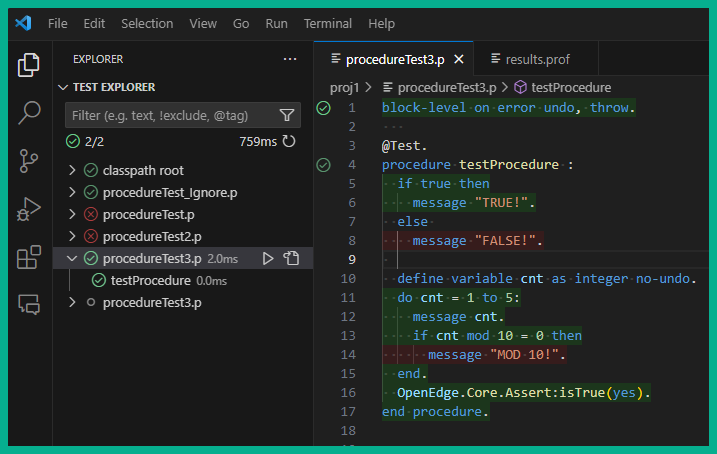 File Edit Selection View Go Run Terminal Help
EXPLORER
TEST EXPLORER
Filter (e.g. text, !exclude, @tag)
2/2 759ms
classpath root
procedureTest_Ignore.p
procedureTest.p
procedureTest2.p
procedureTest3.p 2.0ms
testProcedure 0.0ms
procedureTest3.p
procedureTest3.p results.prof
proj1 > procedureTest3.p > testProcedure
1 block-level on error undo, throw.
2
3 @Test.
4 procedure testProcedure :
5 if true then
6 message "TRUE!".
7 else
8 message "FALSE!".
9
10 define variable cnt as integer no-undo.
11 do cnt = 1 to 5:
12 message cnt.
13 if cnt mod 10 = 0 then
14 message "MOD 10!".
15 end.
16 OpenEdge.Core.Assert:isTrue(yes).
17 end procedure.
18